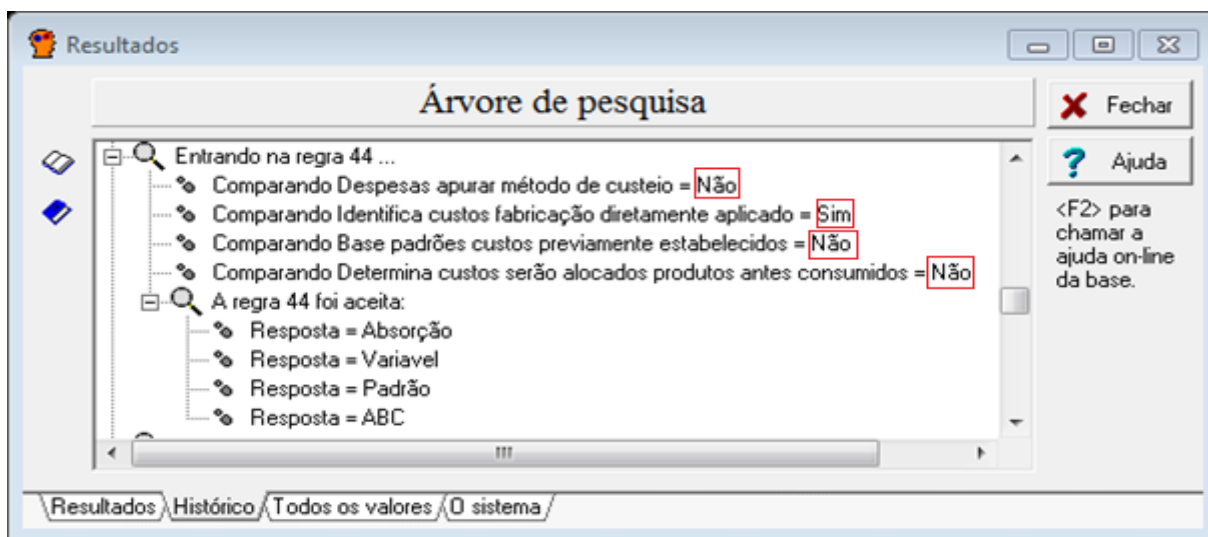 Resultados
Árvore de pesquisa
Fechar
Entrando na regra 44 ...
Ajuda
Comparando Despesas apurar método de custeio = Não
Comparando Identifica custos fabricação diretamente aplicado = Sim
Comparando Base padrões custos previamente estabelecidos = Não
Comparando Determina custos serão alocados produtos antes consumidos = Não
A regra 44 foi aceita:
Resposta = Absorção
Resposta = Variavel
Resposta = Padrão
Resposta = ABC
<F2> para
chamar a
ajuda on-line
da base.
Resultados Histórico Todos os valores O sistema